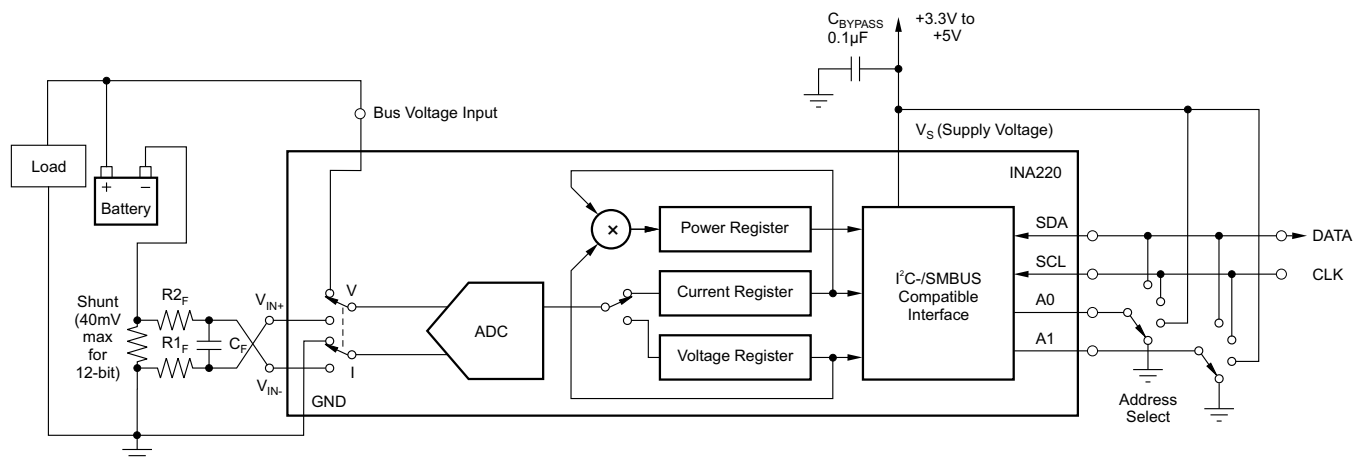 C_BYPASS
0.1µF
+3.3V to
+5V
Bus Voltage Input
V_S (Supply Voltage)
INA220
Load
+ −
Battery
Power Register
×
SDA
DATA
SCL
CLK
I²C-/SMBUS
Compatible
Interface
Current Register
ADC
V
V_IN+
R2_F
Shunt
(40mV
max
for
12-bit)
R1_F
C_F
A0
A1
Voltage Register
V_IN-
I
GND
Address
Select